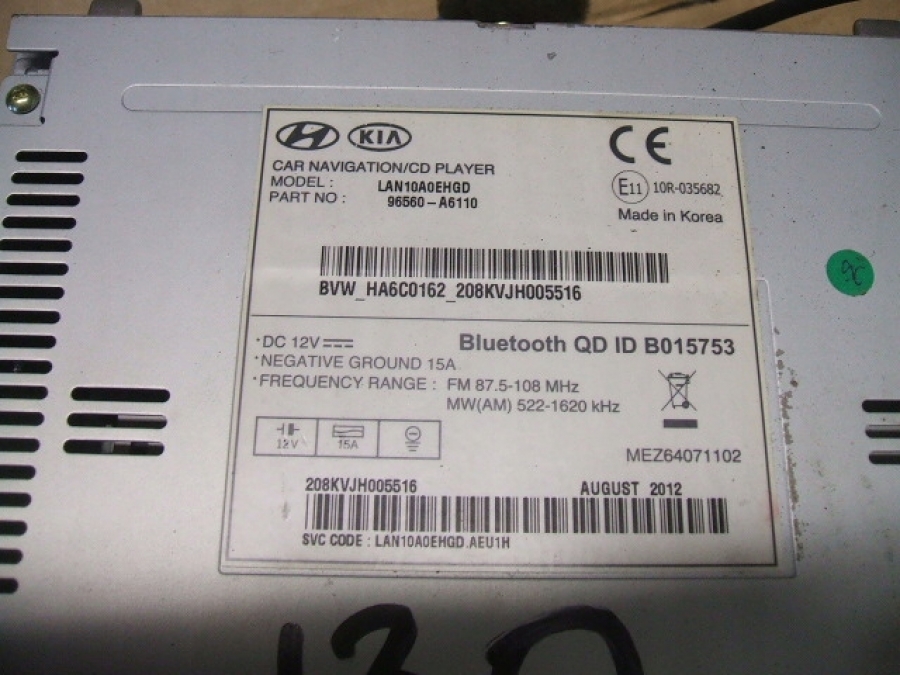 KIA
CE
CAR NAVIGATION/CD PLAYER
MODEL : LAN10A0EHGD
PART NO : 96560-A6110
E11 10R-035682
Made in Korea
BVW_HA6C0162_208KVJH005516
·DC 12V
Bluetooth QD ID B015753
·NEGATIVE GROUND 15A
·FREQUENCY RANGE : FM 87.5-108 MHz
MW(AM) 522-1620 kHz
12V 15A
MEZ64071102
208KVJH005516 AUGUST 2012
SVC CODE : LAN10A0EHGD.AEU1H